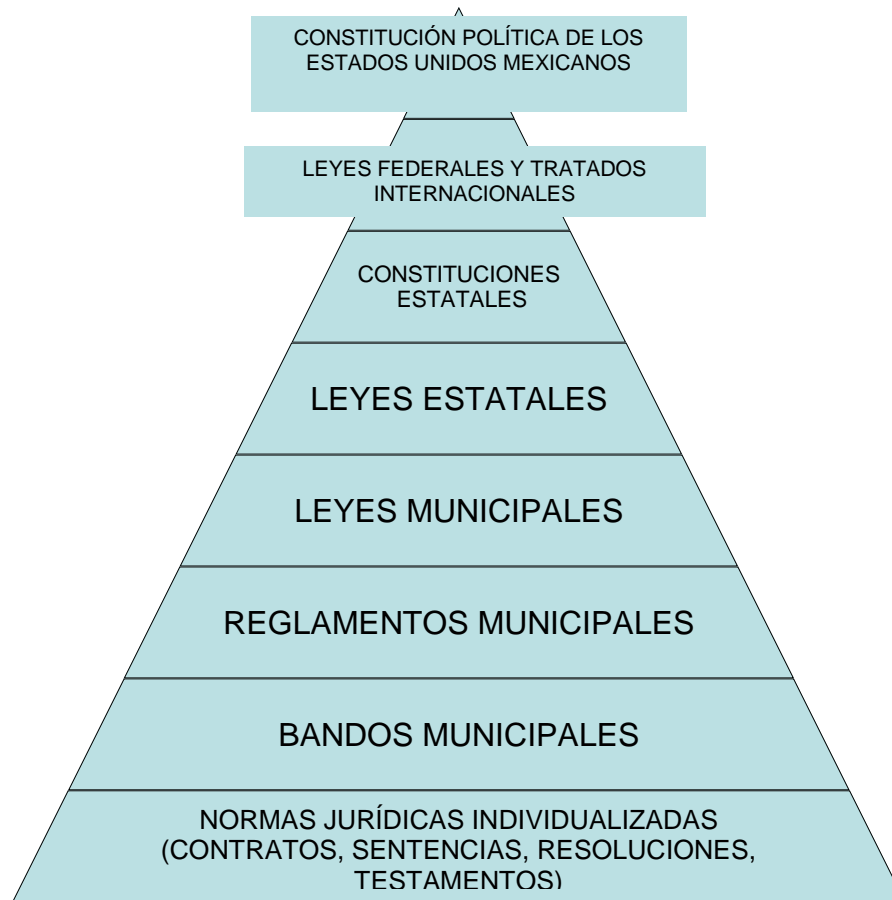 CONSTITUCIÓN POLÍTICA DE LOS
ESTADOS UNIDOS MEXICANOS
LEYES FEDERALES Y TRATADOS
INTERNACIONALES
CONSTITUCIONES
ESTATALES
LEYES ESTATALES
LEYES MUNICIPALES
REGLAMENTOS MUNICIPALES
BANDOS MUNICIPALES
NORMAS JURÍDICAS INDIVIDUALIZADAS
(CONTRATOS, SENTENCIAS, RESOLUCIONES,
TESTAMENTOS)